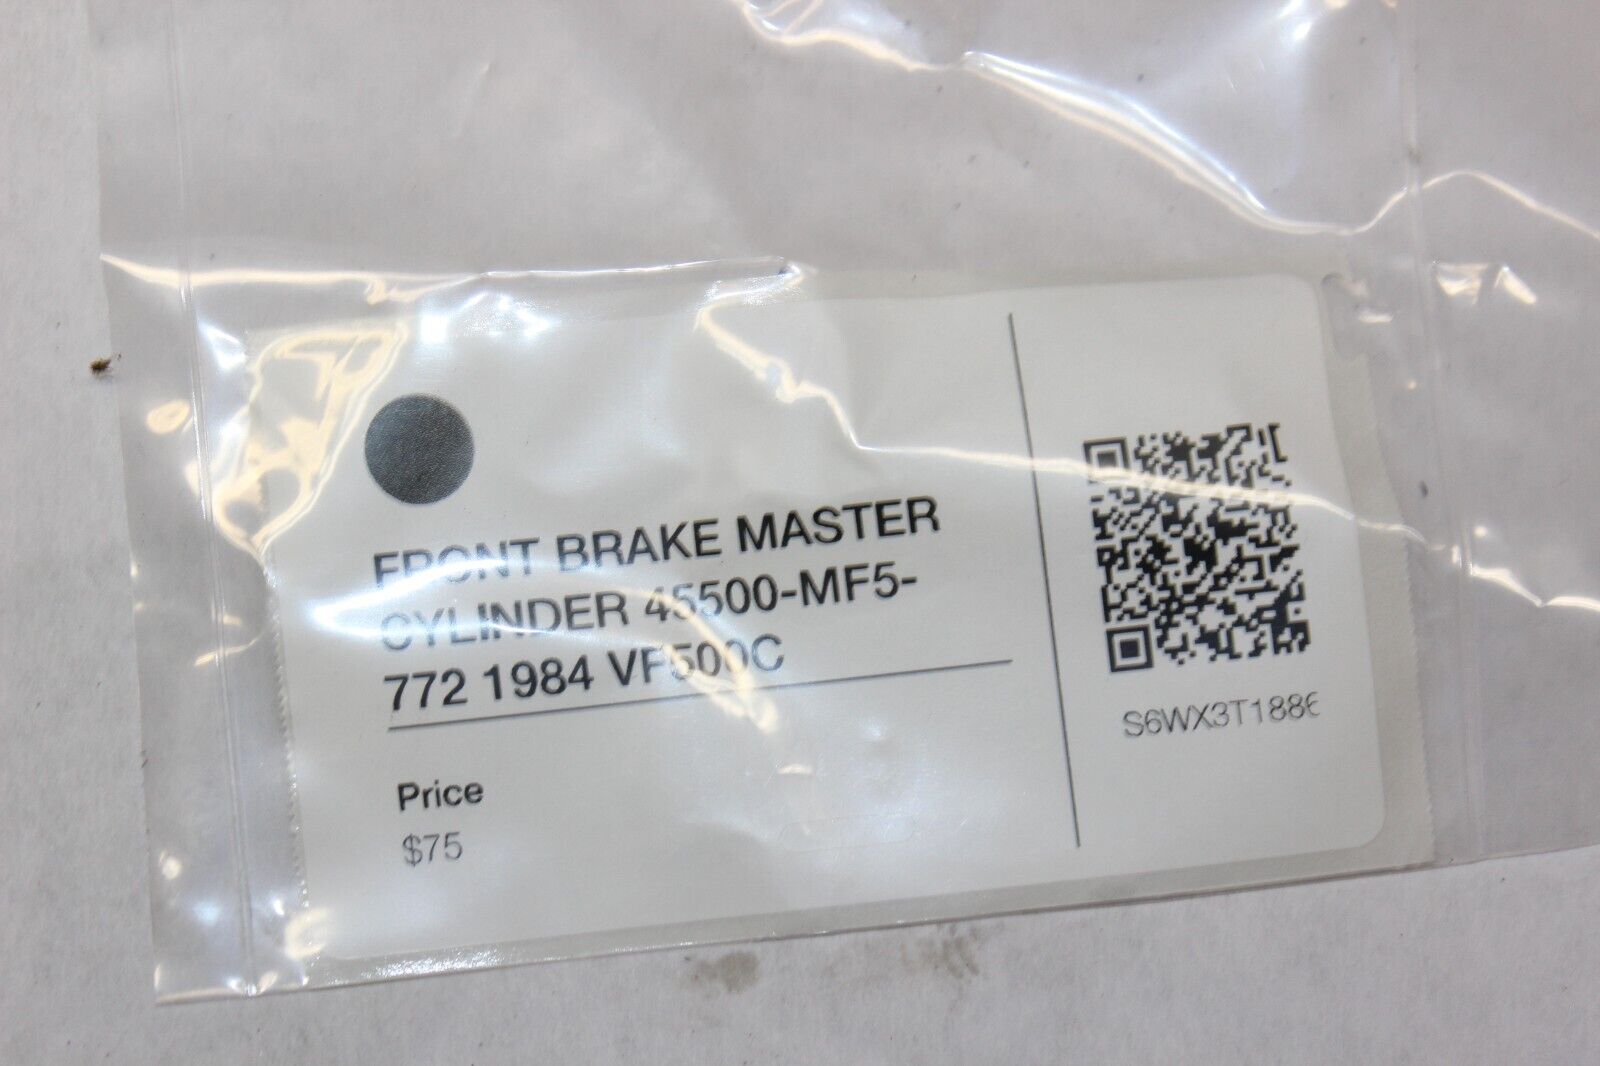 FRONT BRAKE MASTER
CYLINDER 45500-MF5-
772 1984 VF500C
Price
$75
S6WX3T1886